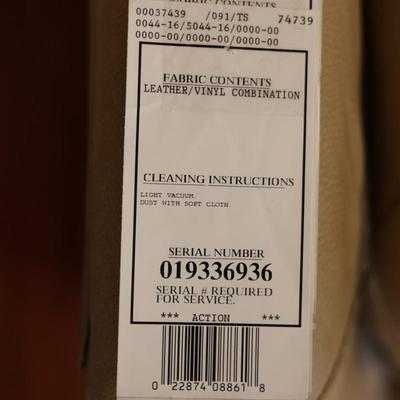 00037439 /091/TS 74739
0044-16/5044-16/0000-00
0000-00/0000-00/0000-00
FABRIC CONTENTS
LEATHER/VINYL COMBINATION
CLEANING INSTRUCTIONS
LIGHT VACUUM.
DUST WITH SOFT CLOTH.
SERIAL NUMBER
019336936
SERIAL # REQUIRED
FOR SERVICE.
*** ACTION ***
0 22874 08861 8